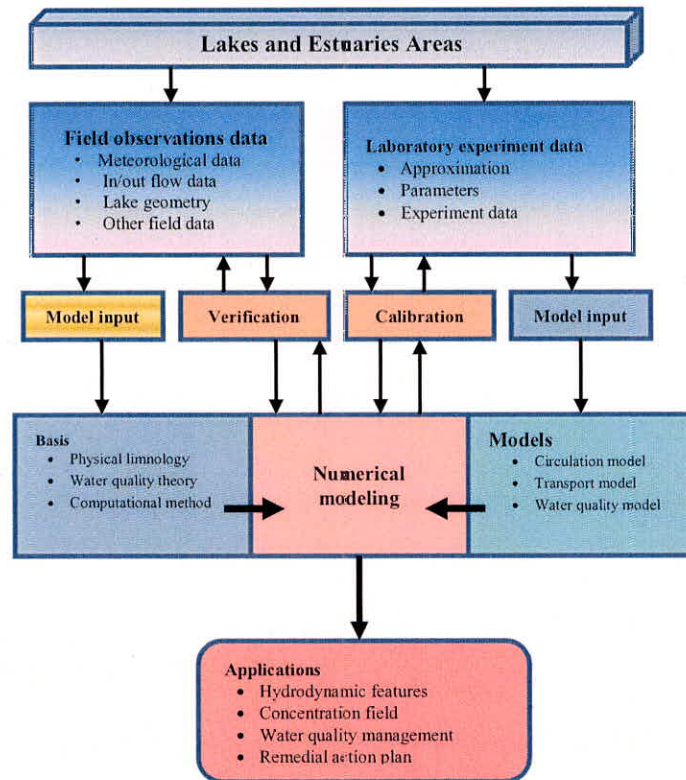 Lakes and Estuaries Areas
Field observations data
• Meteorological data
• In/out flow data
• Lake geometry
• Other field data
Laboratory experiment data
• Approximation
• Parameters
• Experiment data
Model input
Verification
Calibration
Model input
Basis
• Physical limnology
• Water quality theory
• Computational method
Numerical
modeling
Models
• Circulation model
• Transport model
• Water quality model
Applications
• Hydrodynamic features
• Concentration field
• Water quality management
• Remedial action plan